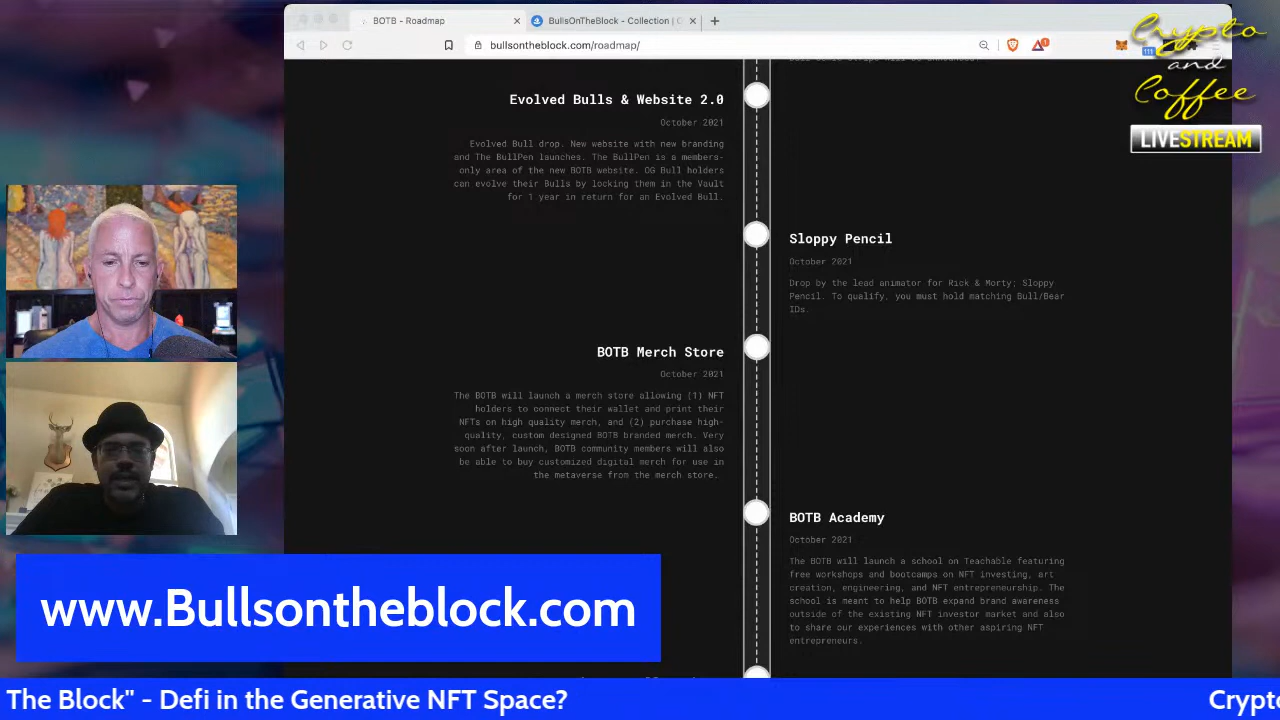 BOTB - Roadmap
BullsOnTheBlock - Collection |
bullsontheblock.com/roadmap/
Crypto
and
Coffee
LIVESTREAM
Evolved Bulls & Website 2.0
October 2021
Evolved Bull drop. New website with new branding
and The BullPen launches. The BullPen is a members-
only area of the new BOTB website. OG Bull holders
can evolve their Bulls by locking them in the Vault
for 1 year in return for an Evolved Bull.
Sloppy Pencil
October 2021
Drop by the lead animator for Rick & Morty; Sloppy
Pencil. To qualify, you must hold matching Bull/Bear
IDs.
BOTB Merch Store
October 2021
The BOTB will launch a merch store allowing (1) NFT
holders to connect their wallet and print their
NFTs on high quality merch, and (2) purchase high-
quality, custom designed BOTB branded merch. Very
soon after launch, BOTB community members will also
be able to buy customized digital merch for use in
the metaverse from the merch store.
BOTB Academy
October 2021
The BOTB will launch a school on Teachable featuring
free workshops and bootcamps on NFT investing, art
creation, engineering, and NFT entrepreneurship. The
school is meant to help BOTB expand brand awareness
outside of the existing NFT investor market and also
to share our experiences with other aspiring NFT
entrepreneurs.
www.Bullsontheblock.com
The Block" - Defi in the Generative NFT Space?
Crypto